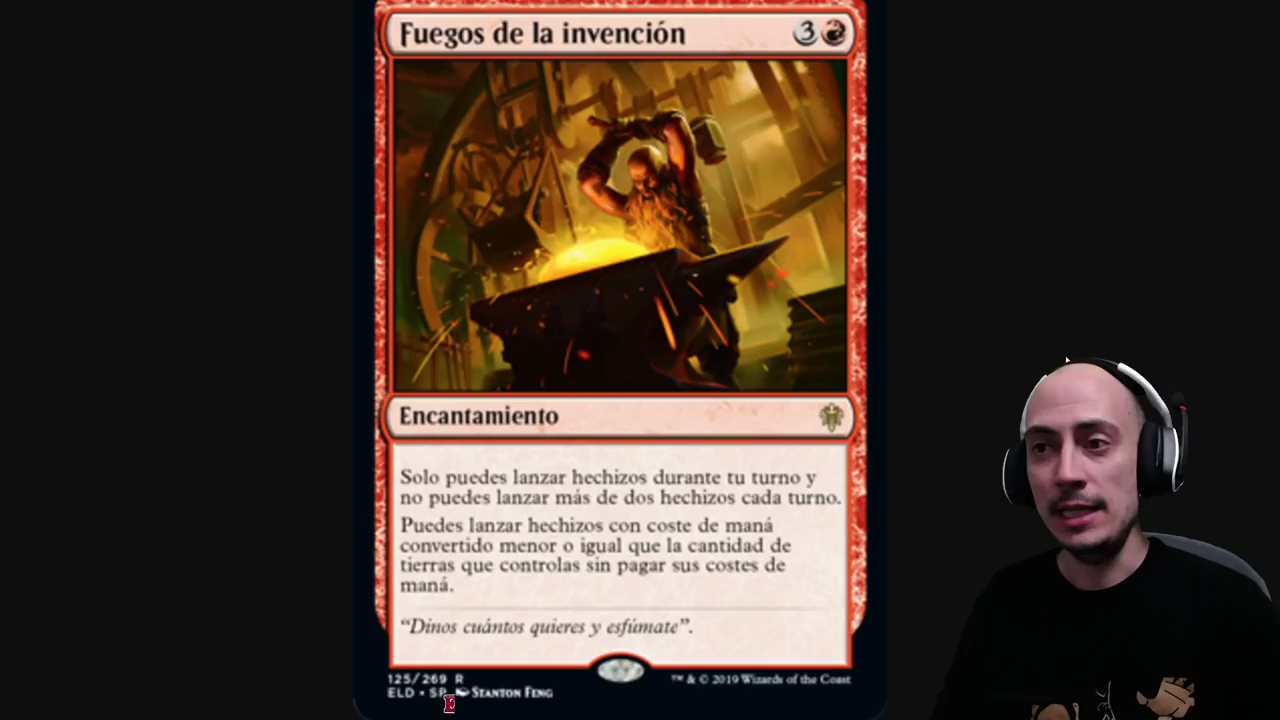 Fuegos de la invención
3
Encantamiento
Solo puedes lanzar hechizos durante tu turno y
no puedes lanzar más de dos hechizos cada turno.
Puedes lanzar hechizos con coste de maná
convertido menor o igual que la cantidad de
tierras que controlas sin pagar sus costes de
maná.
“Dinos cuántos quieres y esfúmate”.
125/269 R
ELD • SP Stanton Feng
™ & © 2019 Wizards of the Coast
E